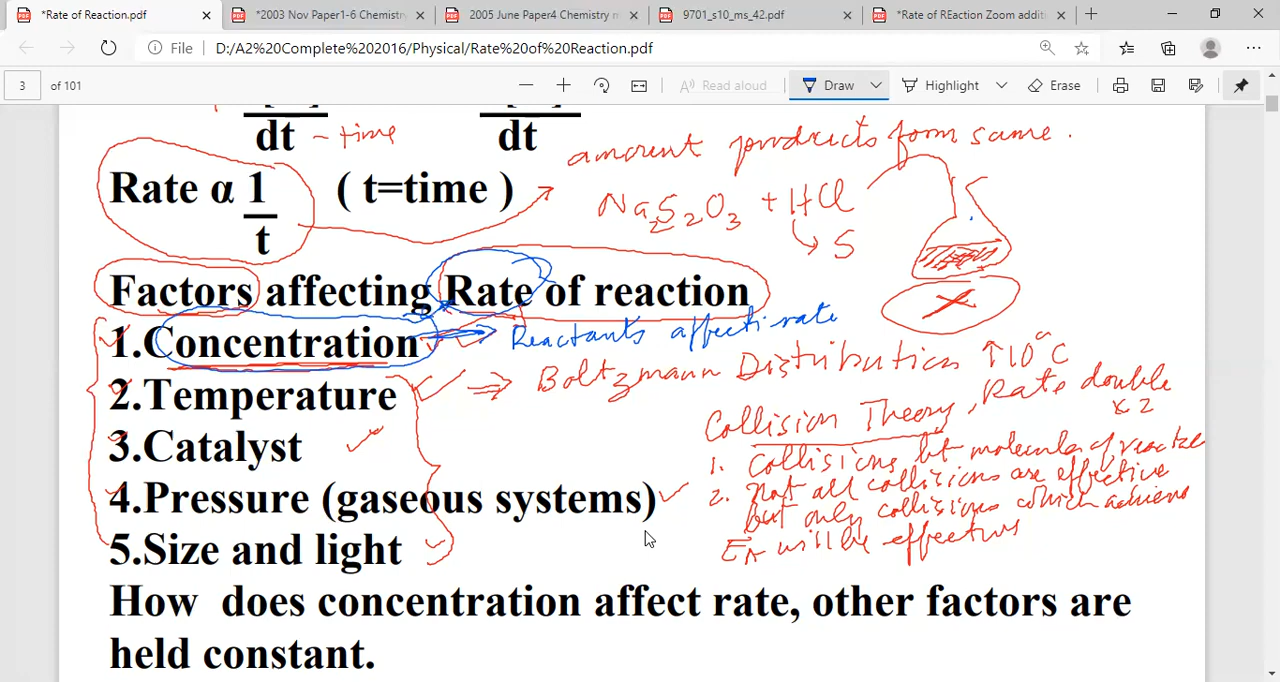 *Rate of Reaction.pdf
*2003 Nov Paper1-6 Chemistry
2005 June Paper4 Chemistry m
9701_s10_ms_42.pdf
*Rate of REaction Zoom additi
File
D:/A2%20Complete%202016/Physical/Rate%20of%20Reaction.pdf
3 of 101
Read aloud
Draw
Highlight
Erase
dt - time
dt
amount products form same.
Rate α 1 ( t=time )
t
Na2S2O3 + HCl
S
Factors affecting Rate of reaction
1.Concentration
Reactants affect rate
2.Temperature
Boltzmann Distribution ↑10°C
Rate double
x 2
3.Catalyst
Collision Theory,
1. Collisions bt molecules of
4.Pressure (gaseous systems)
2. Not all collisions are effective
but only collisions which
5.Size and light
EA will be effective
How does concentration affect rate, other factors are
held constant.